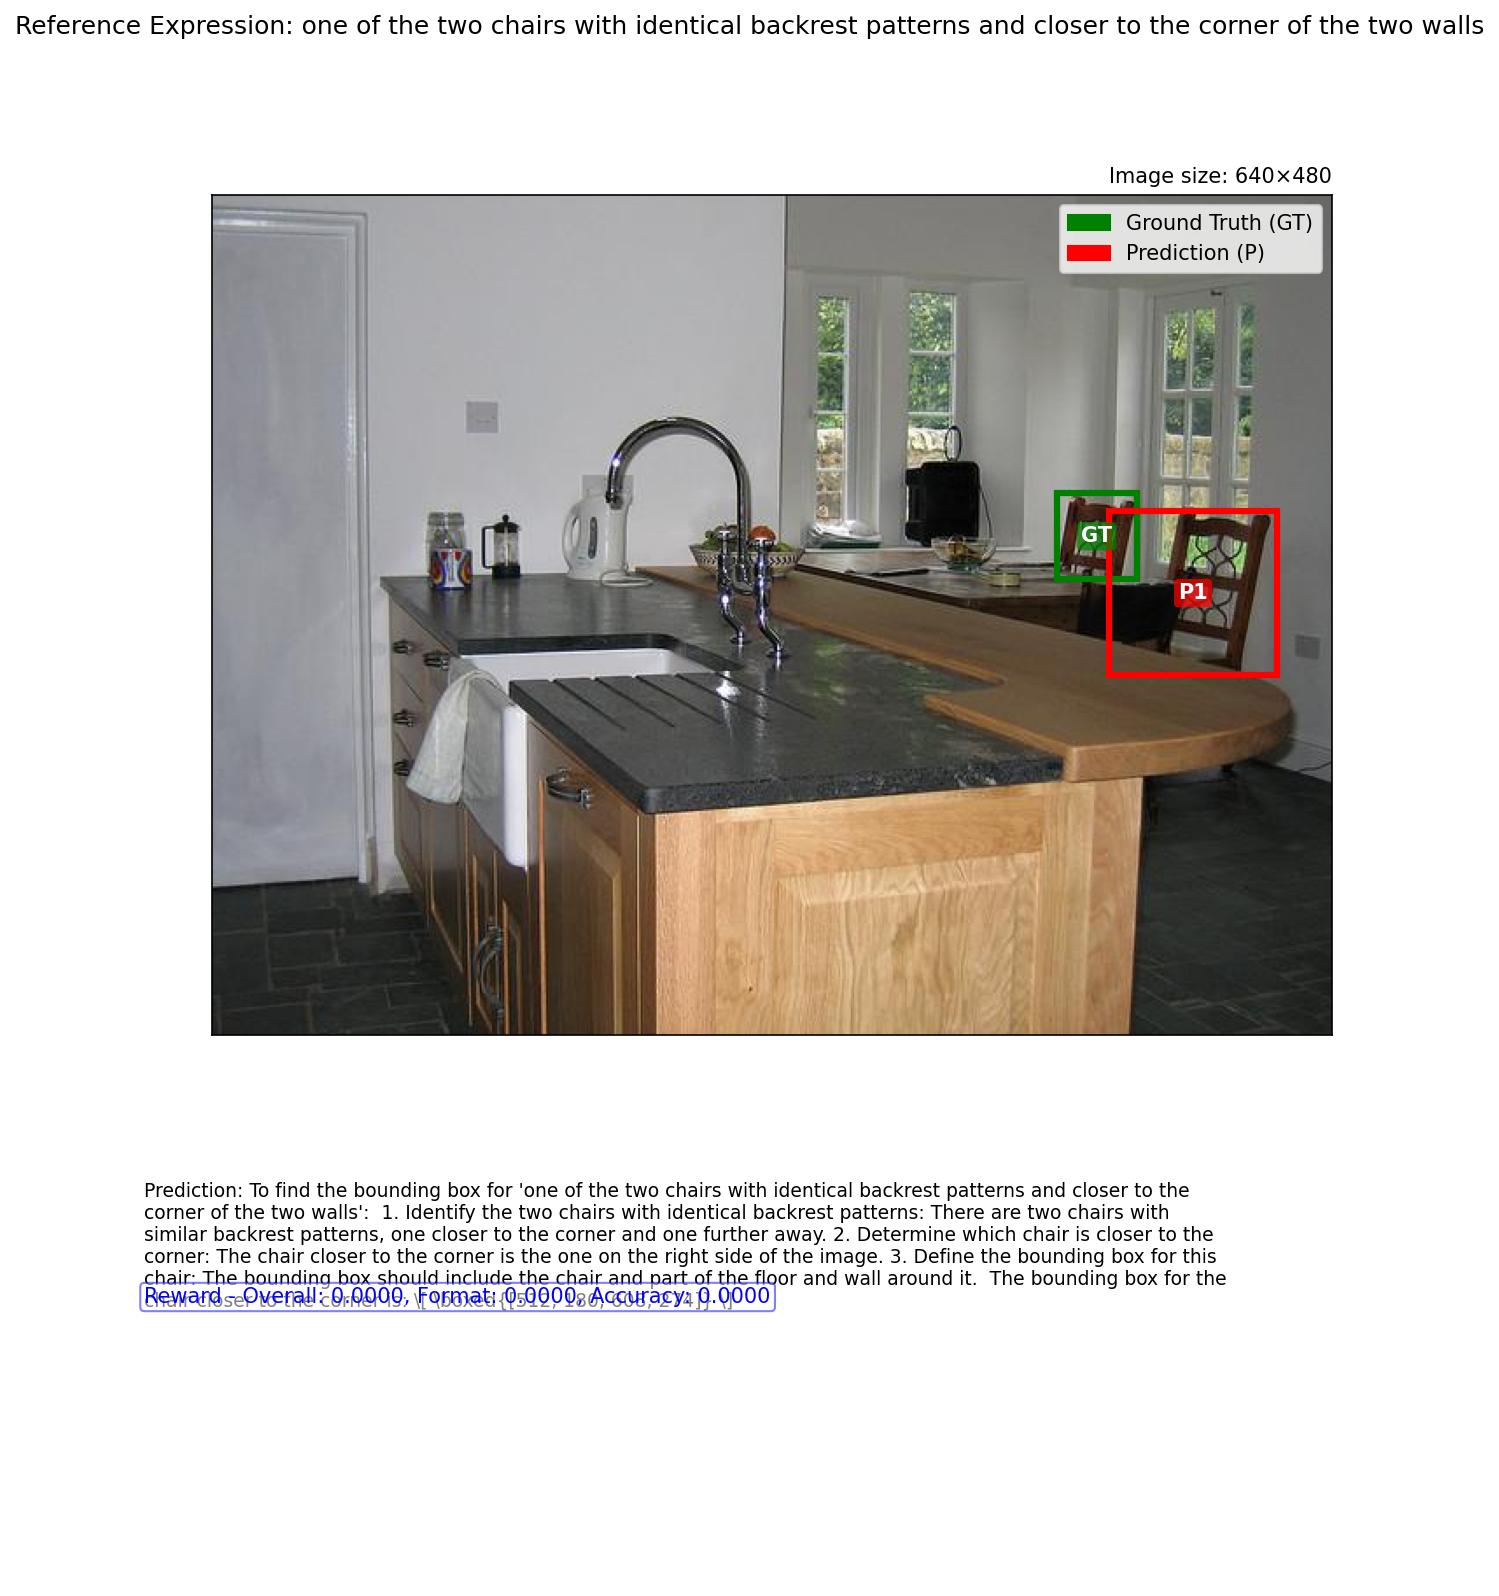 Reference Expression: one of the two chairs with identical backrest patterns and closer to the corner of the two walls
Image size: 640×480
Ground Truth (GT)
Prediction (P)
GT
P1
Prediction: To find the bounding box for 'one of the two chairs with identical backrest patterns and closer to the
corner of the two walls':  1. Identify the two chairs with identical backrest patterns: There are two chairs with
similar backrest patterns, one closer to the corner and one further away. 2. Determine which chair is closer to the
corner: The chair closer to the corner is the one on the right side of the image. 3. Define the bounding box for this
chair: The bounding box should include the chair and part of the floor and wall around it.  The bounding box for the
chair closer to the corner is: \[ \boxed{[512, 180, 608, 274]} \]
Reward - Overall: 0.0000, Format: 0.0000, Accuracy: 0.0000